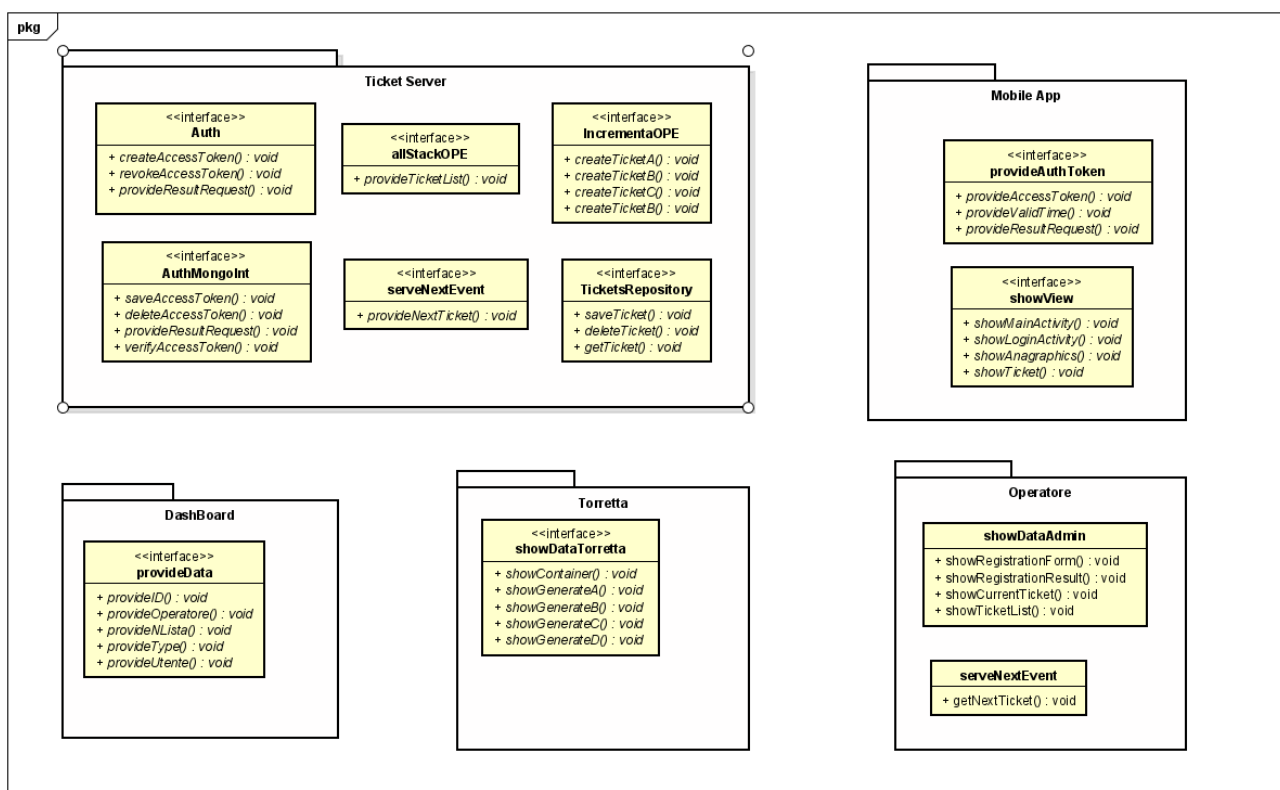 pkg
Ticket Server
<<interface>>
Auth
+ createAccessToken() : void
+ revokeAccessToken() : void
+ provideResultRequest() : void
<<interface>>
allStackOPE
+ provideTicketList() : void
<<interface>>
IncrementaOPE
+ createTicketA() : void
+ createTicketB() : void
+ createTicketC() : void
+ createTicketB() : void
<<interface>>
AuthMongoInt
+ saveAccessToken() : void
+ deleteAccessToken() : void
+ provideResultRequest() : void
+ verifyAccessToken() : void
<<interface>>
serveNextEvent
+ provideNextTicket() : void
<<interface>>
TicketsRepository
+ saveTicket() : void
+ deleteTicket() : void
+ getTicket() : void
Mobile App
<<interface>>
provideAuthToken
+ provideAccessToken() : void
+ provideValidTime() : void
+ provideResultRequest() : void
<<interface>>
showView
+ showMainActivity() : void
+ showLoginActivity() : void
+ showAnagraphics() : void
+ showTicket() : void
DashBoard
<<interface>>
provideData
+ provideID() : void
+ provideOperatore() : void
+ provideNLista() : void
+ provideType() : void
+ provideUtente() : void
Torretta
<<interface>>
showDataTorretta
+ showContainer() : void
+ showGenerateA() : void
+ showGenerateB() : void
+ showGenerateC() : void
+ showGenerateD() : void
Operatore
showDataAdmin
+ showRegistrationForm() : void
+ showRegistrationResult() : void
+ showCurrentTicket() : void
+ showTicketList() : void
serveNextEvent
+ getNextTicket() : void